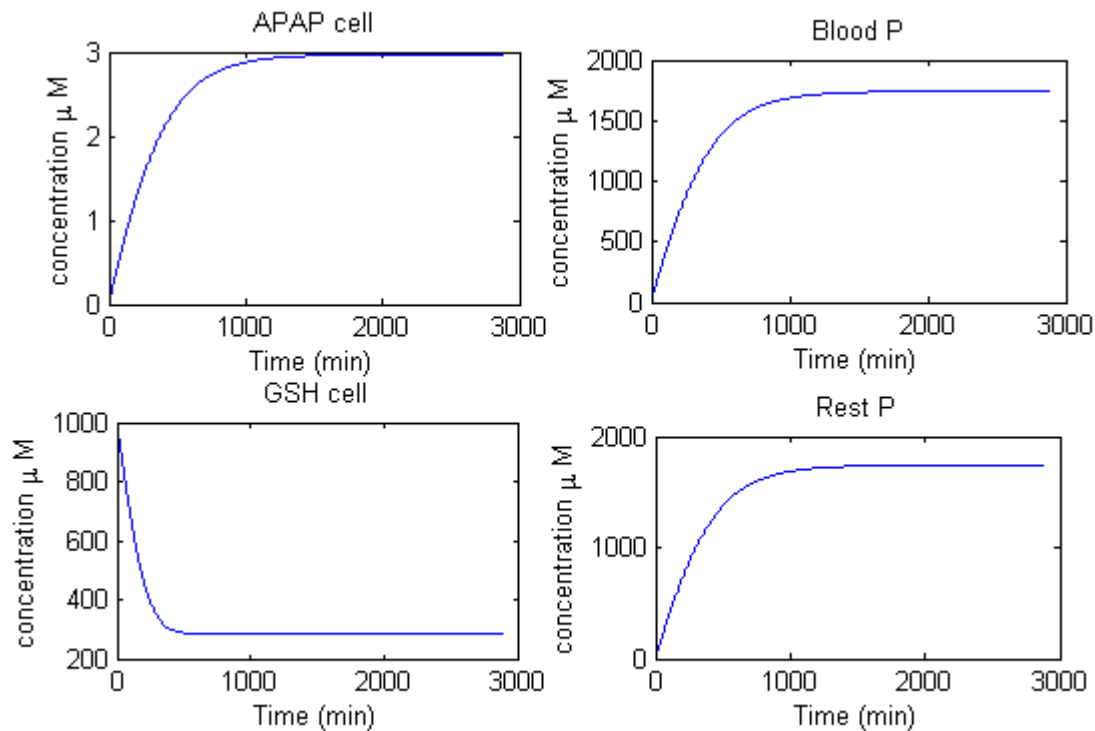 APAP cell
concentration μ M
3
2
1
0
0 1000 2000 3000
Time (min)
Blood P
concentration μ M
2000
1500
1000
500
0
0 1000 2000 3000
Time (min)
GSH cell
concentration μ M
1000
800
600
400
200
0 1000 2000 3000
Time (min)
Rest P
concentration μ M
2000
1000
0
0 1000 2000 3000
Time (min)